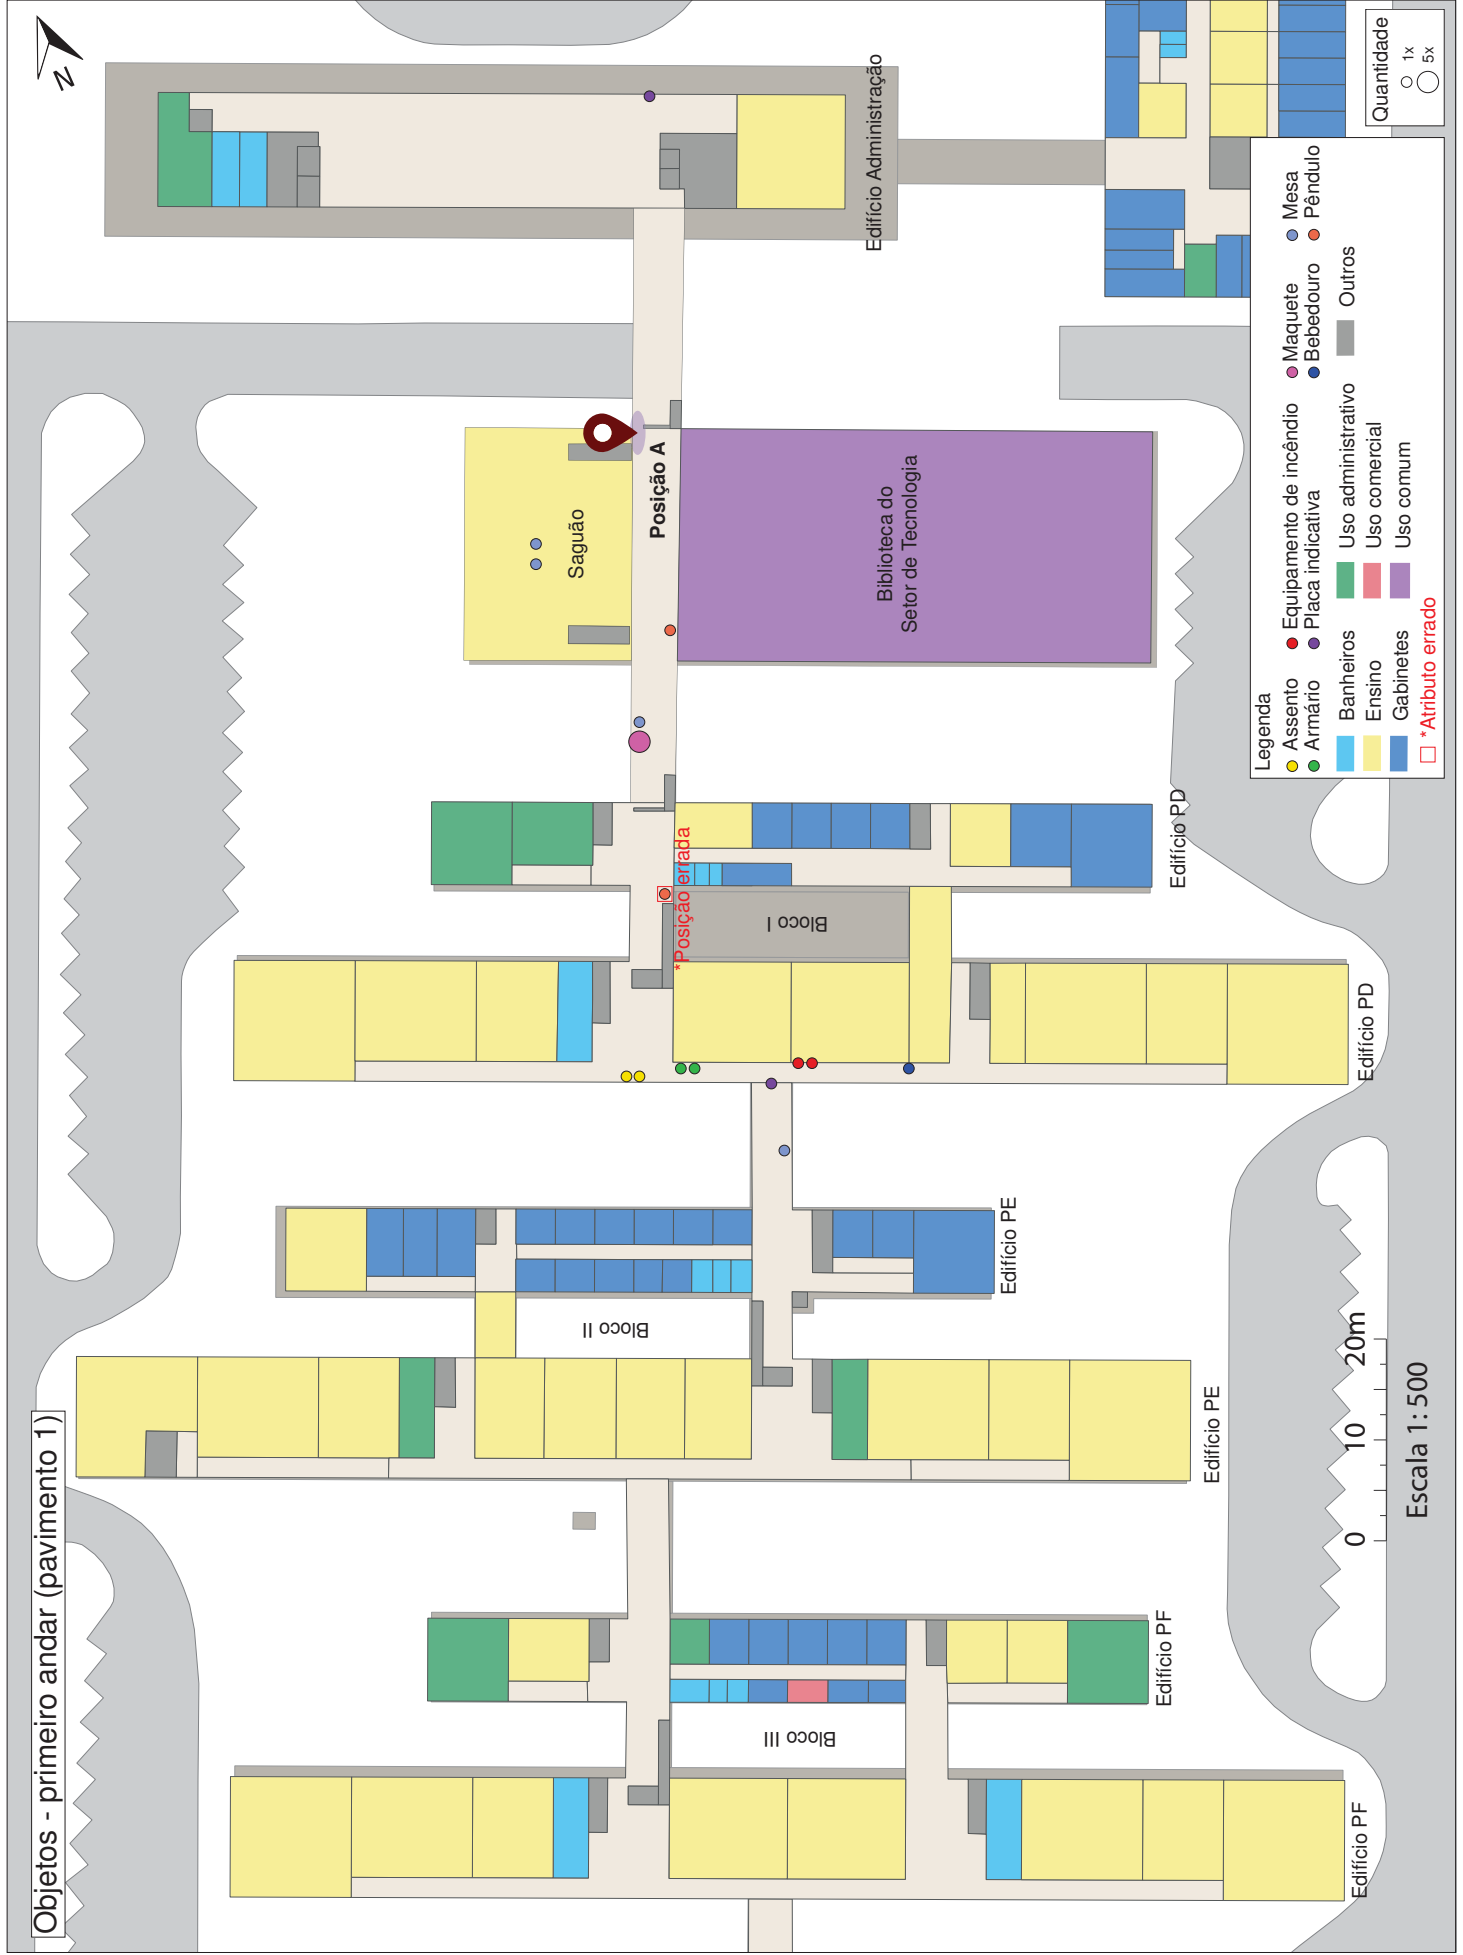 Objetos - primeiro andar (pavimento 1)
N
Edifício Administração
Saguão
Posição A
Biblioteca do
Setor de Tecnologia
Edifício PD
*Posição errada
Bloco I
Edifício PD
Edifício PE
Bloco II
Edifício PE
Edifício PF
Bloco III
Edifício PF
0 10 20m
Escala 1: 500
Legenda
Assento
Equipamento de incêndio
Maquete
Mesa
Armário
Placa indicativa
Bebedouro
Pêndulo
Banheiros
Uso administrativo
Outros
Ensino
Uso comercial
Gabinetes
Uso comum
*Atributo errado
Quantidade
1x
5x